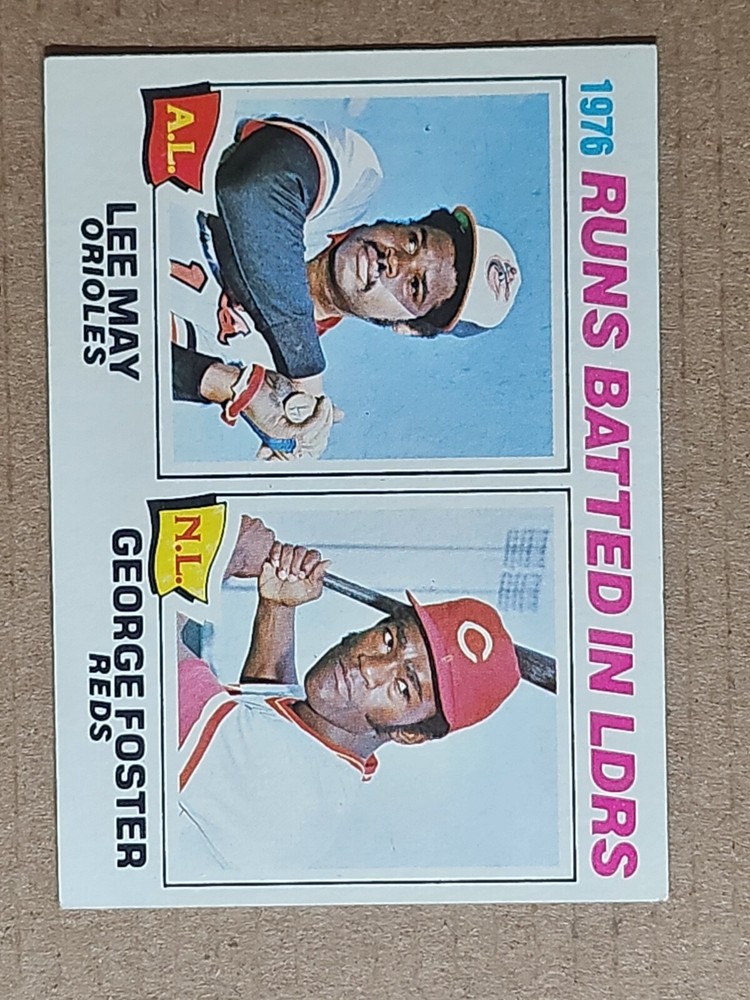 1976 RUNS BATTED IN LDRS
A.L.
LEE MAY
ORIOLES
N.L.
GEORGE FOSTER
REDS
C